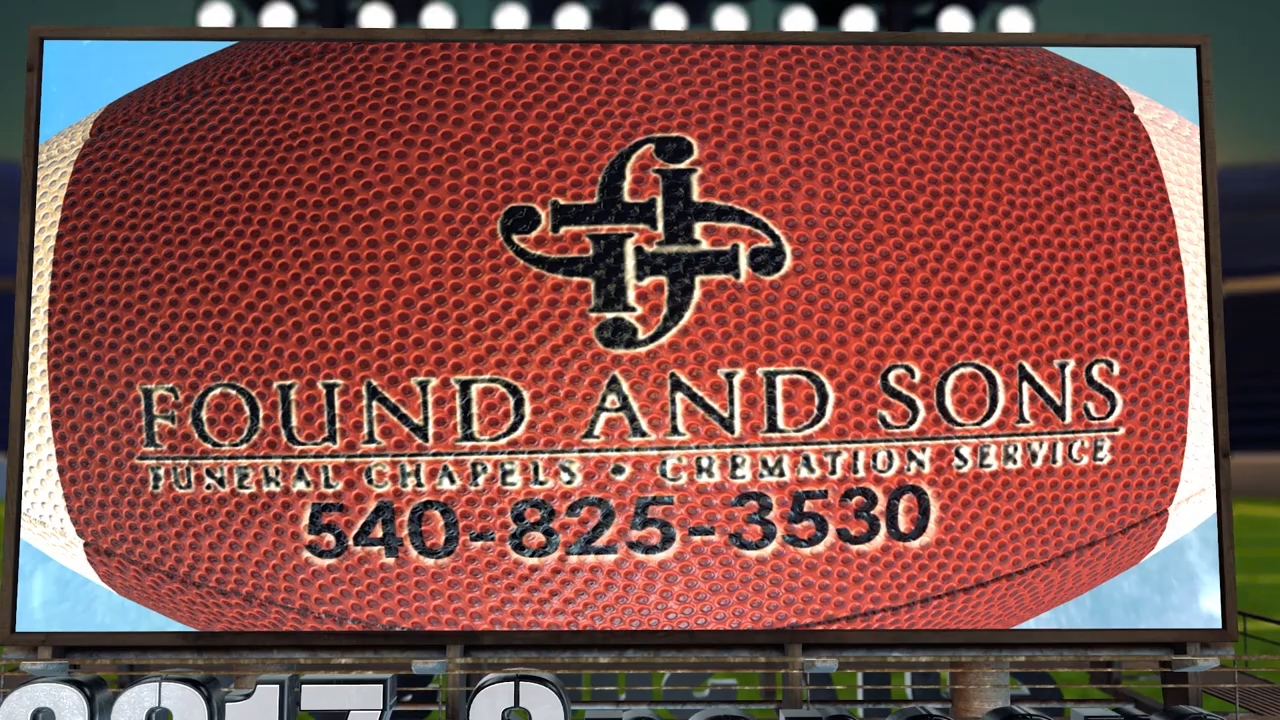 FOUND AND SONS
FUNERAL CHAPELS • CREMATION SERVICE
540-825-3530